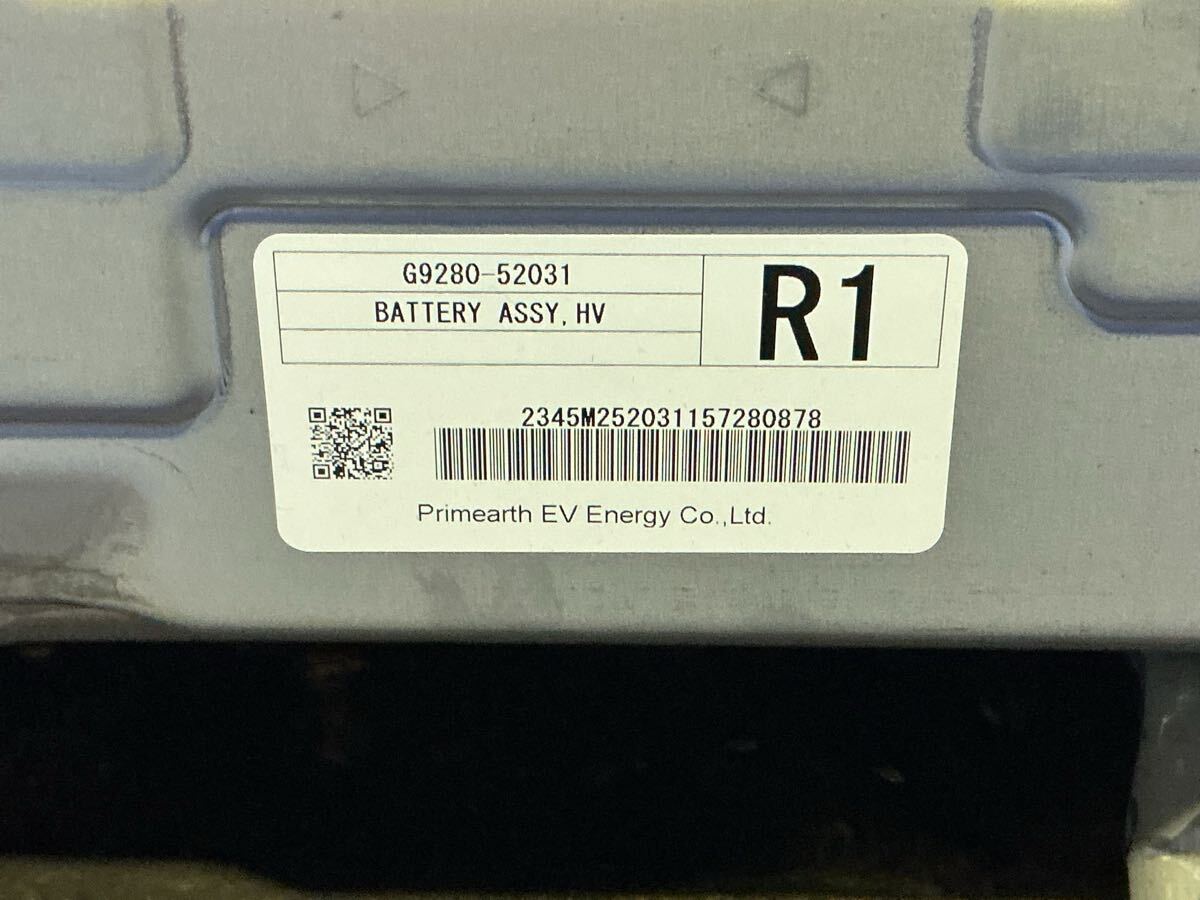 G9280-52031
BATTERY ASSY,HV
R1
2345M252031157280878
Primearth EV Energy Co.,Ltd.